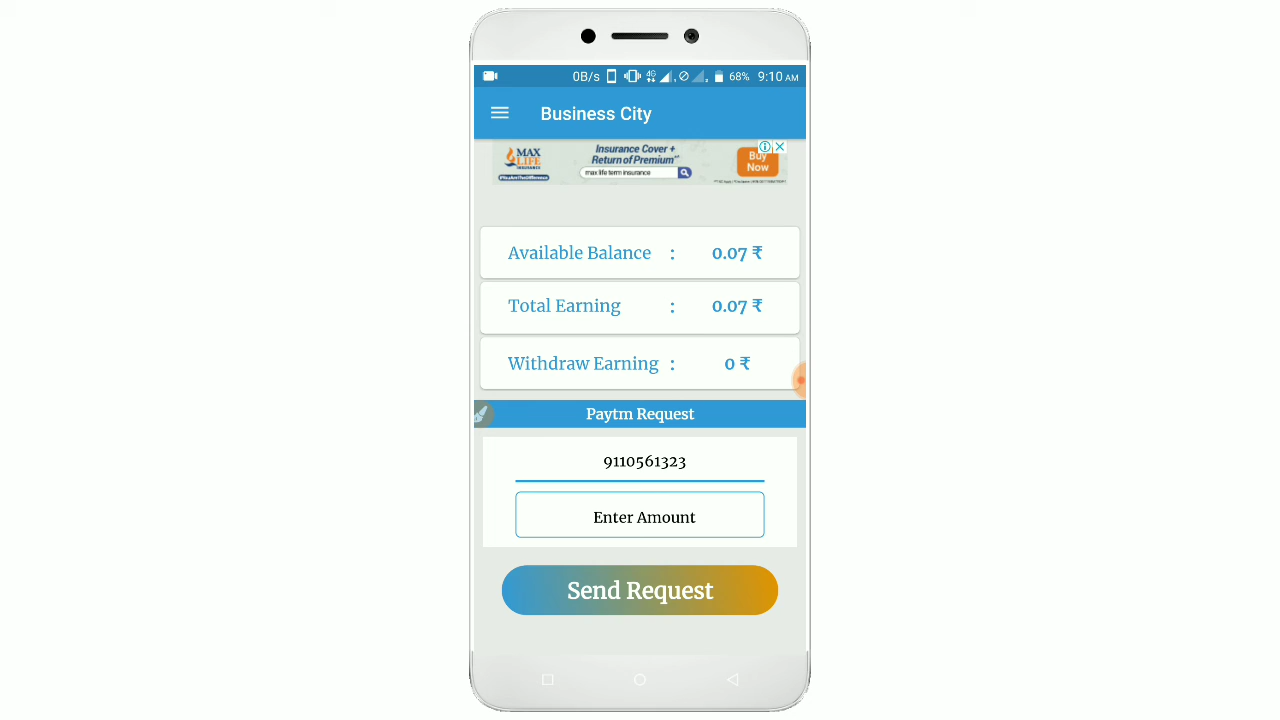 0B/s 4G 68% 9:10 AM
Business City
MAX LIFE INSURANCE
Insurance Cover +
Return of Premium
max life term insurance
Buy Now
Available Balance : 0.07 ₹
Total Earning : 0.07 ₹
Withdraw Earning : 0 ₹
Paytm Request
9110561323
Enter Amount
Send Request